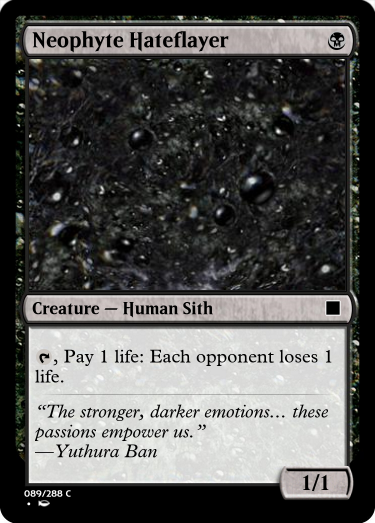 Neophyte Hateflayer
Creature — Human Sith
, Pay 1 life: Each opponent loses 1
life.
“The stronger, darker emotions… these
passions empower us.”
—Yuthura Ban
1/1
089/288 C